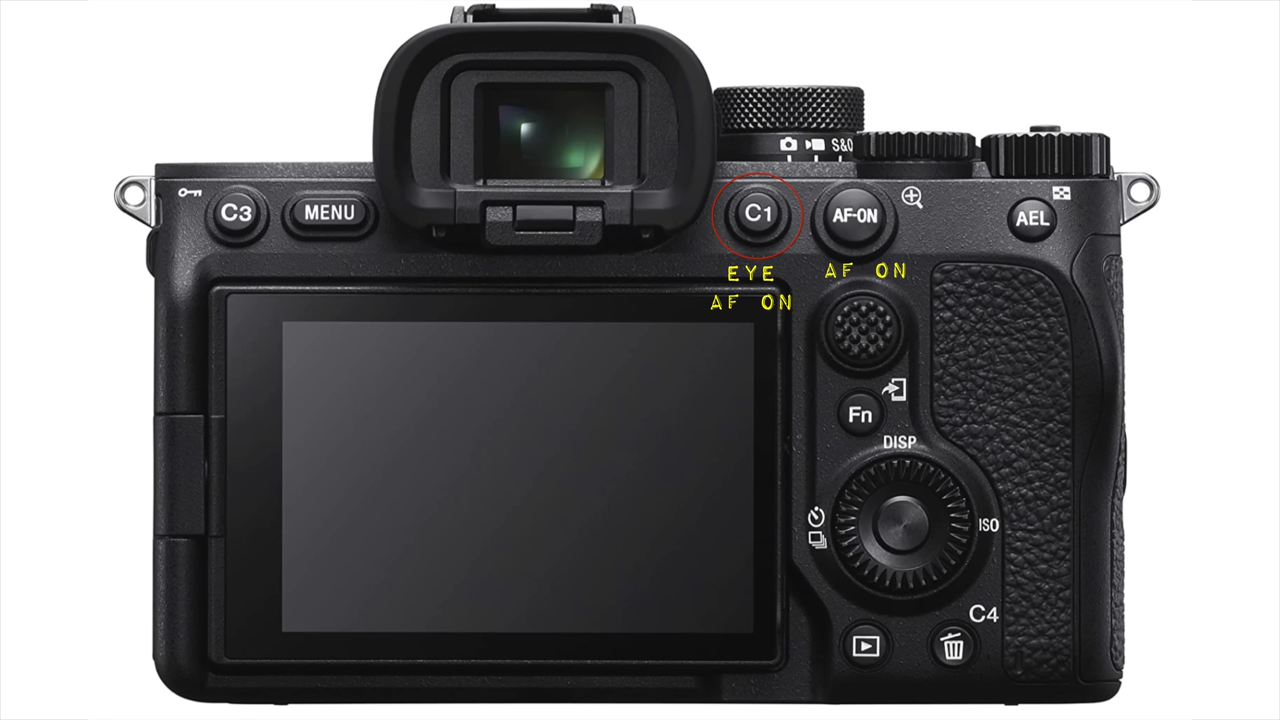 S&Q
C3
MENU
C1
AF-ON
AEL
EYE
AF ON
AF ON
Fn
DISP
ISO
C4